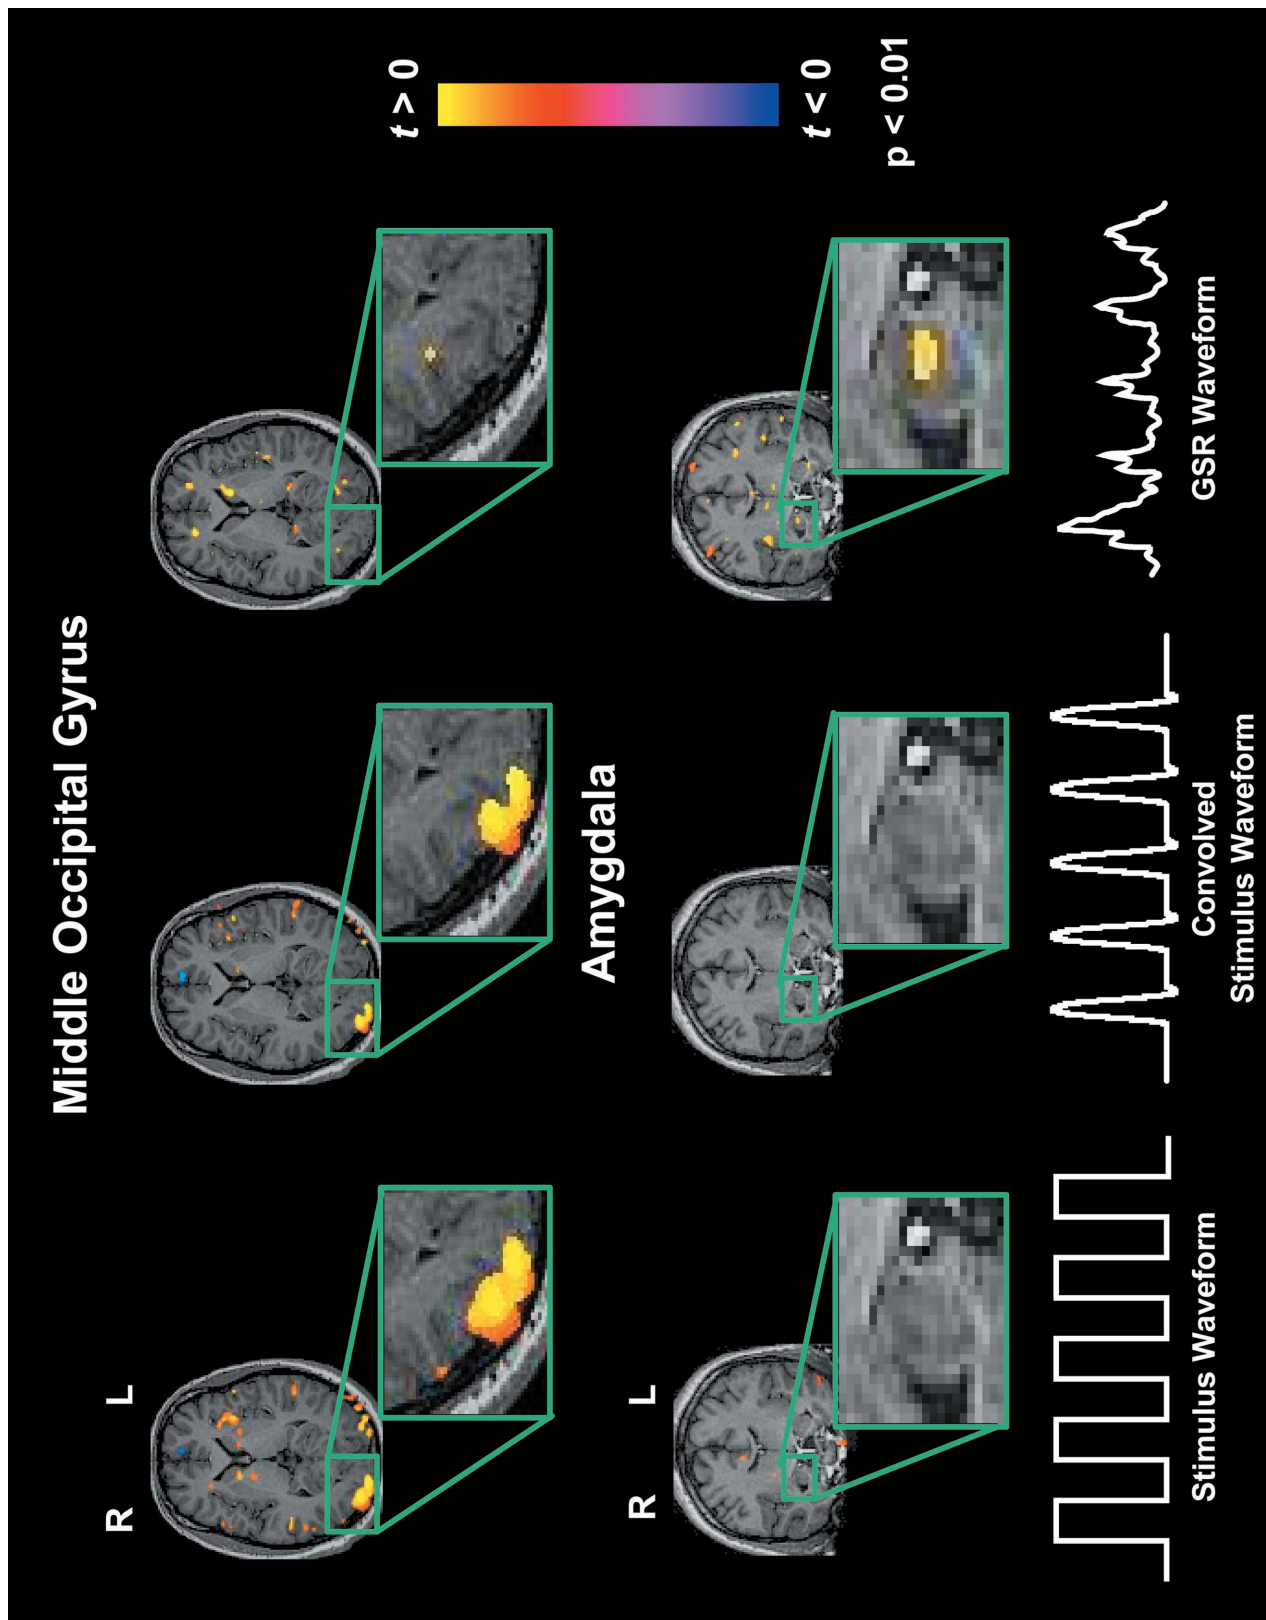 Middle Occipital Gyrus
R L
t > 0
t < 0
p < 0.01
Amygdala
R L
Stimulus Waveform
Convolved
Stimulus Waveform
GSR Waveform